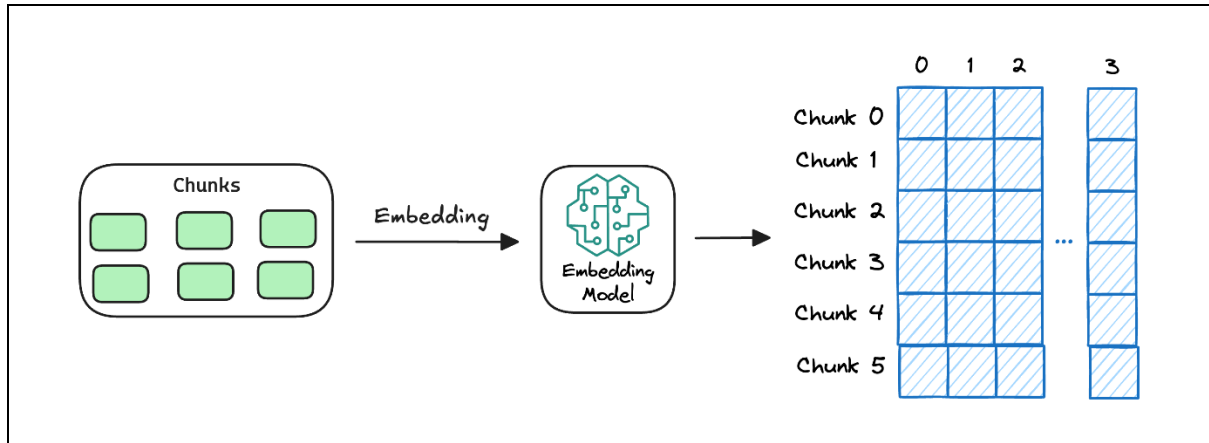 0 1 2 3
Chunk 0
Chunk 1
Chunks
Chunk 2
Embedding
...
Chunk 3
Embedding
Model
Chunk 4
Chunk 5